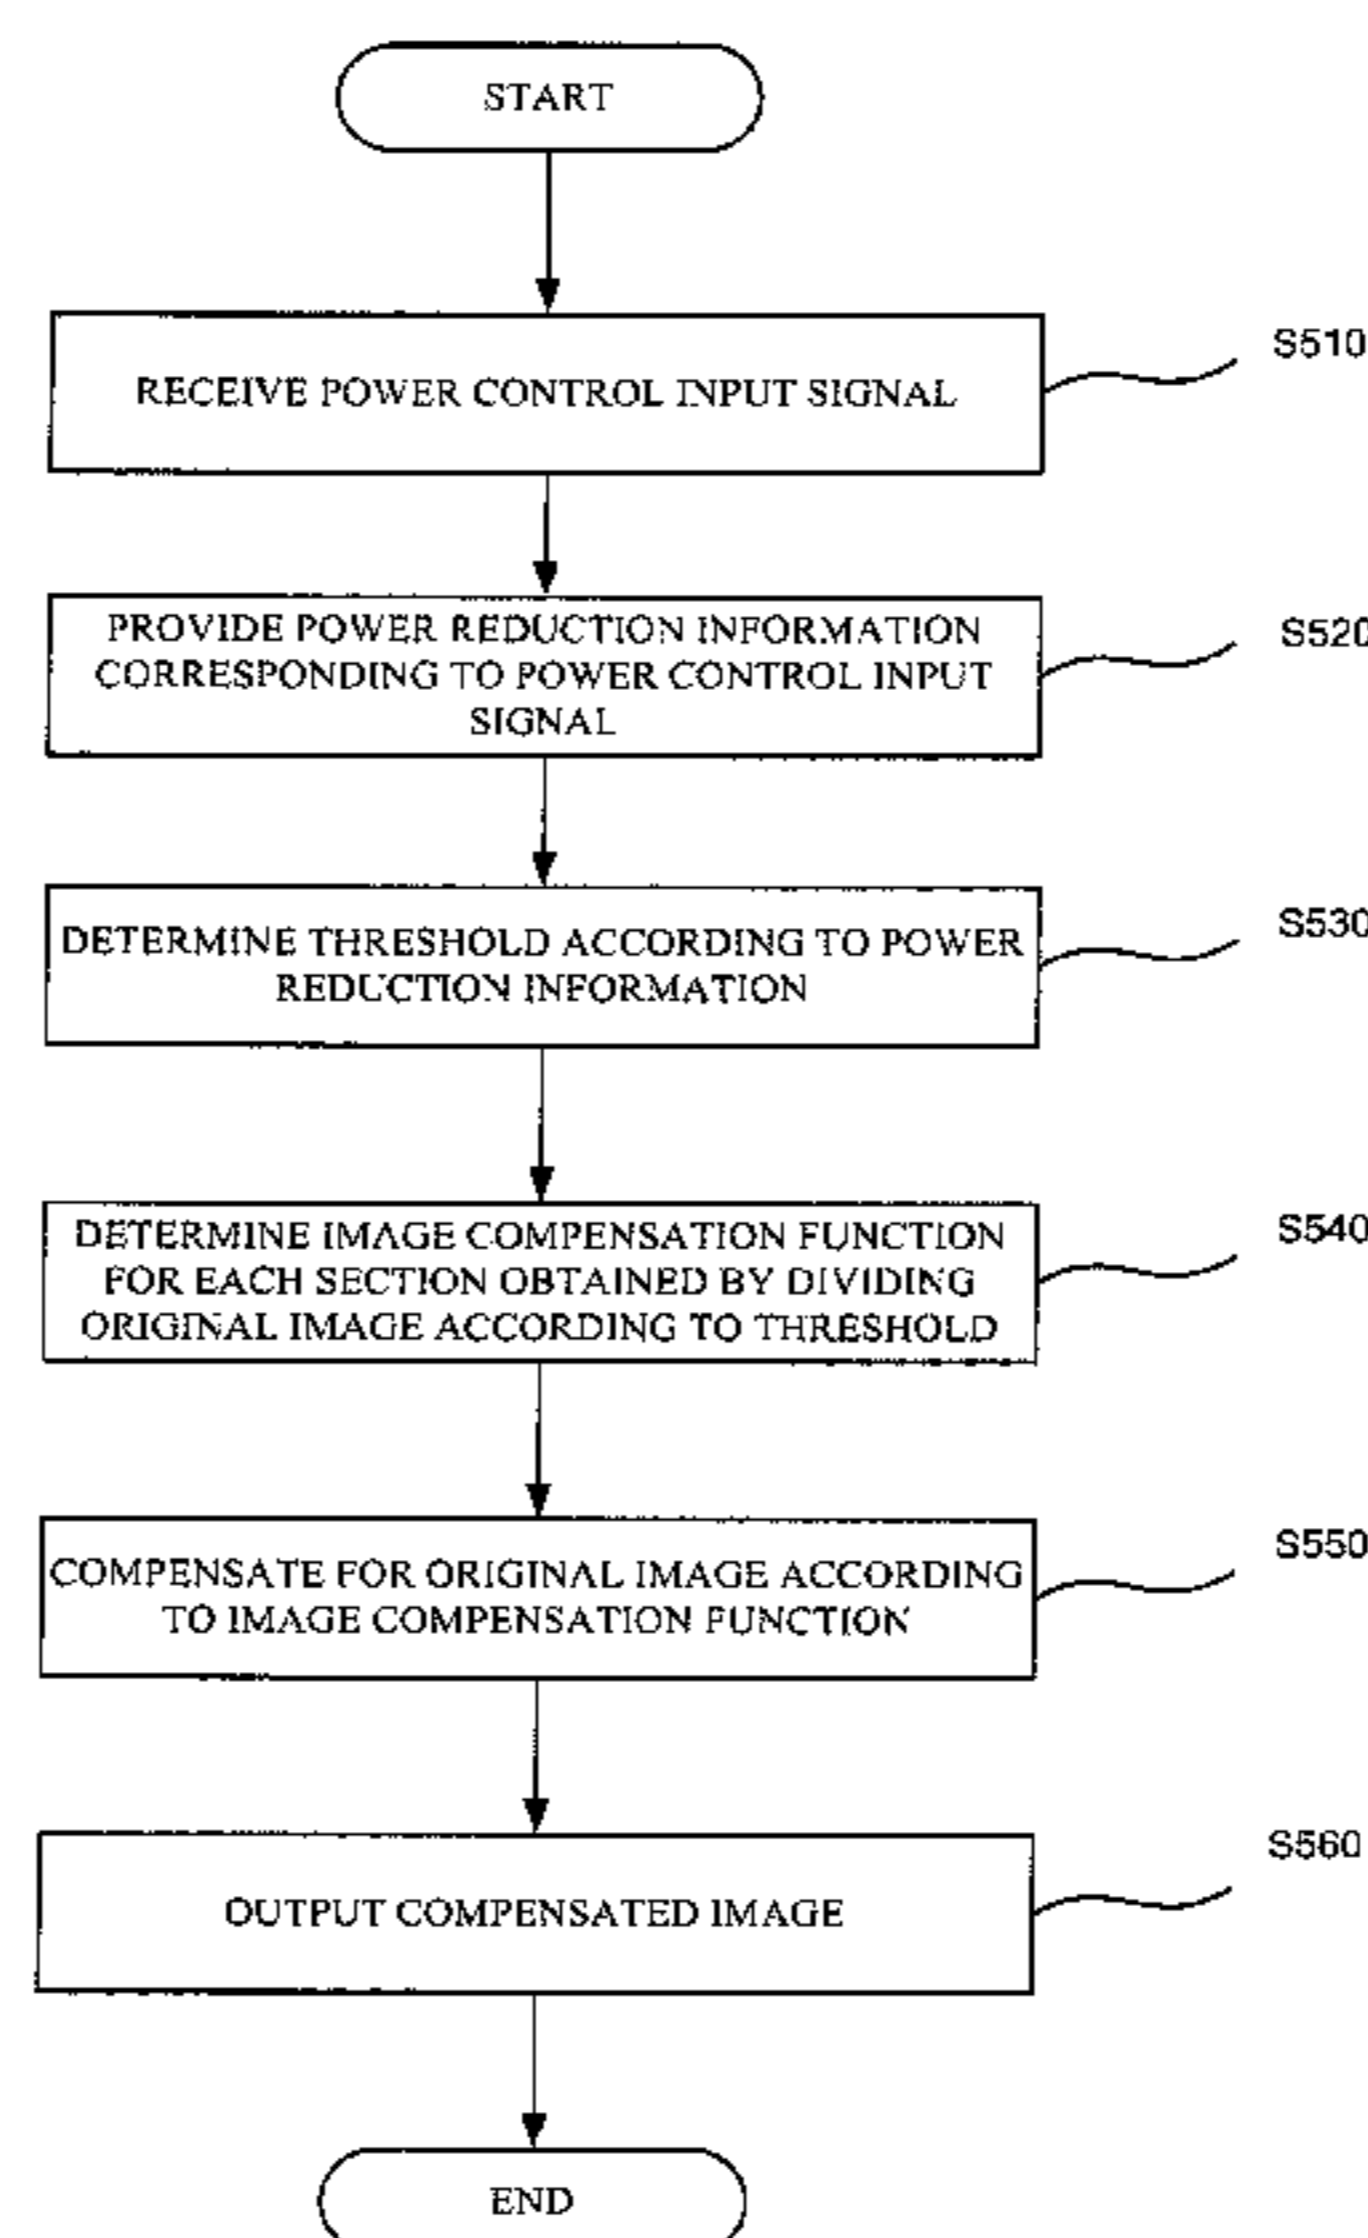 START
RECEIVE POWER CONTROL INPUT SIGNAL
S510
PROVIDE POWER REDUCTION INFORMATION
CORRESPONDING TO POWER CONTROL INPUT
SIGNAL
S520
DETERMINE THRESHOLD ACCORDING TO POWER
REDUCTION INFORMATION
S530
DETERMINE IMAGE COMPENSATION FUNCTION
FOR EACH SECTION OBTAINED BY DIVIDING
ORIGINAL IMAGE ACCORDING TO THRESHOLD
S540
COMPENSATE FOR ORIGINAL IMAGE ACCORDING
TO IMAGE COMPENSATION FUNCTION
S550
OUTPUT COMPENSATED IMAGE
S560
END